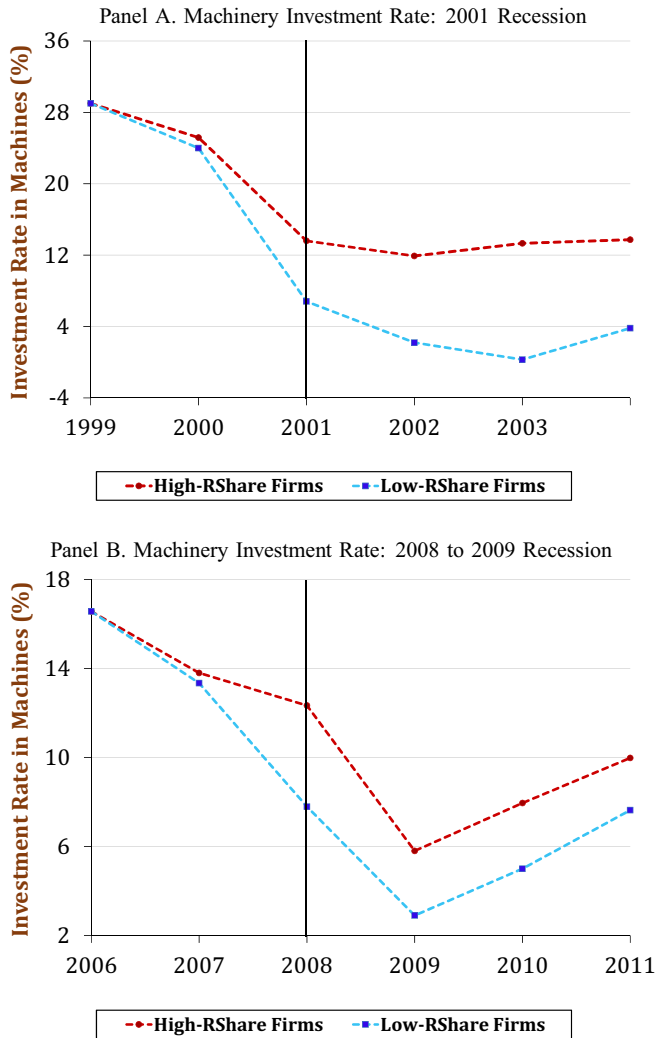 Panel A. Machinery Investment Rate: 2001 Recession
Investment Rate in Machines (%)
36
28
20
12
4
-4
1999 2000 2001 2002 2003
High-RShare Firms Low-RShare Firms
Panel B. Machinery Investment Rate: 2008 to 2009 Recession
Investment Rate in Machines (%)
18
14
10
6
2
2006 2007 2008 2009 2010 2011
High-RShare Firms Low-RShare Firms